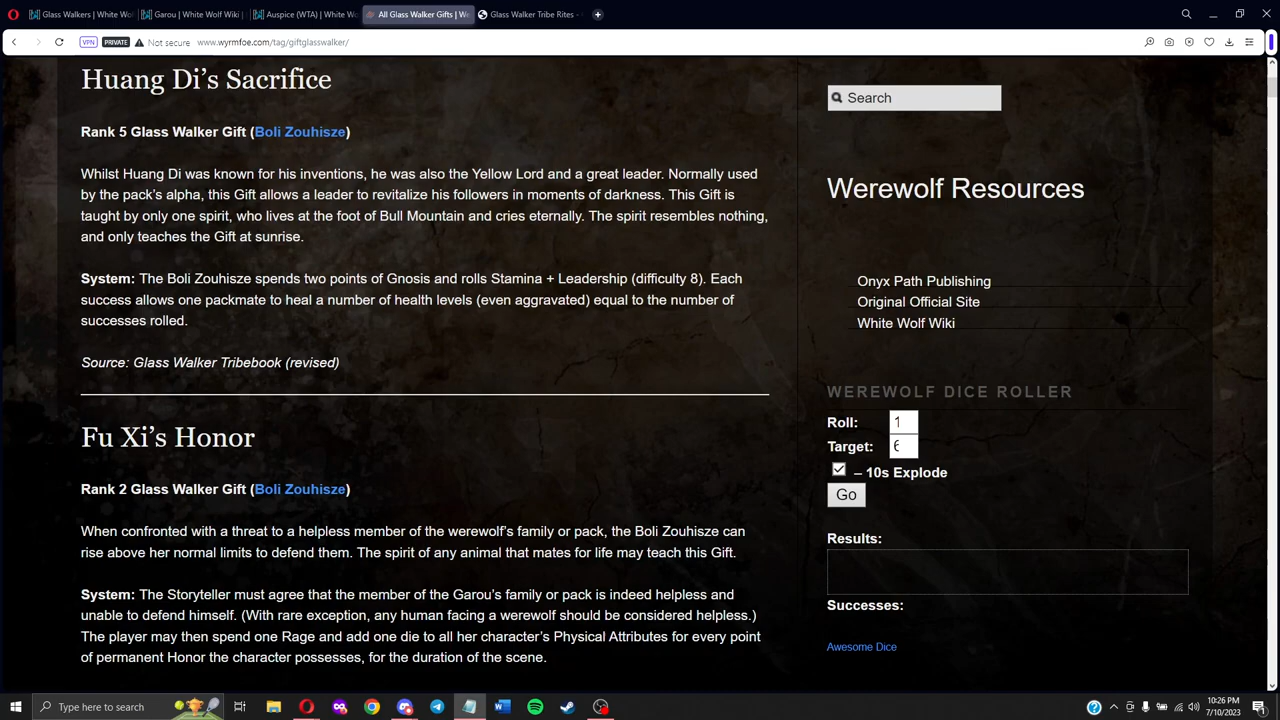 Glass Walkers | White Wol
Garou | White Wolf Wiki |
Auspice (WTA) | White Wo
All Glass Walker Gifts | We
Glass Walker Tribe Rites -
VPN PRIVATE Not secure www.wyrmfoe.com/tag/giftglasswalker/
Huang Di’s Sacrifice
Rank 5 Glass Walker Gift (Boli Zouhisze)
Whilst Huang Di was known for his inventions, he was also the Yellow Lord and a great leader. Normally used
by the pack’s alpha, this Gift allows a leader to revitalize his followers in moments of darkness. This Gift is
taught by only one spirit, who lives at the foot of Bull Mountain and cries eternally. The spirit resembles nothing,
and only teaches the Gift at sunrise.
System: The Boli Zouhisze spends two points of Gnosis and rolls Stamina + Leadership (difficulty 8). Each
success allows one packmate to heal a number of health levels (even aggravated) equal to the number of
successes rolled.
Source: Glass Walker Tribebook (revised)
Fu Xi’s Honor
Rank 2 Glass Walker Gift (Boli Zouhisze)
When confronted with a threat to a helpless member of the werewolf’s family or pack, the Boli Zouhisze can
rise above her normal limits to defend them. The spirit of any animal that mates for life may teach this Gift.
System: The Storyteller must agree that the member of the Garou’s family or pack is indeed helpless and
unable to defend himself. (With rare exception, any human facing a werewolf should be considered helpless.)
The player may then spend one Rage and add one die to all her character’s Physical Attributes for every point
of permanent Honor the character possesses, for the duration of the scene.
Search
Werewolf Resources
Onyx Path Publishing
Original Official Site
White Wolf Wiki
WEREWOLF DICE ROLLER
Roll: 1
Target: 6
– 10s Explode
Go
Results:
Successes:
Awesome Dice
Type here to search
10:26 PM
7/10/2023